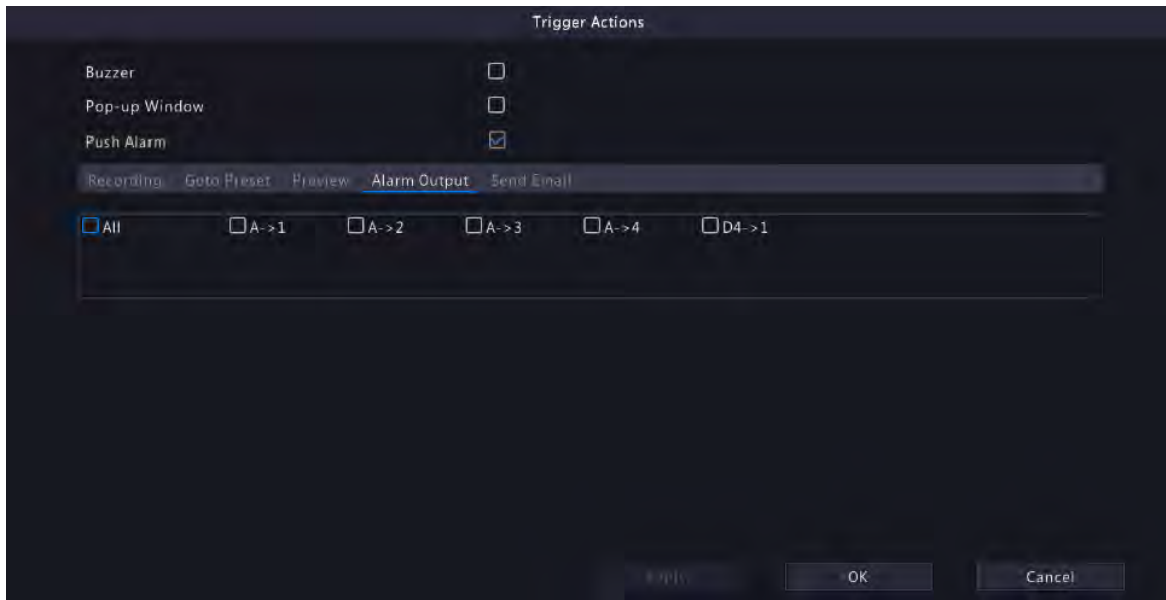 Trigger Actions
Buzzer
Pop-up Window
Push Alarm
Recording Goto Preset Preview Alarm Output Send Email
All A->1 A->2 A->3 A->4 D4->1
Apply OK Cancel